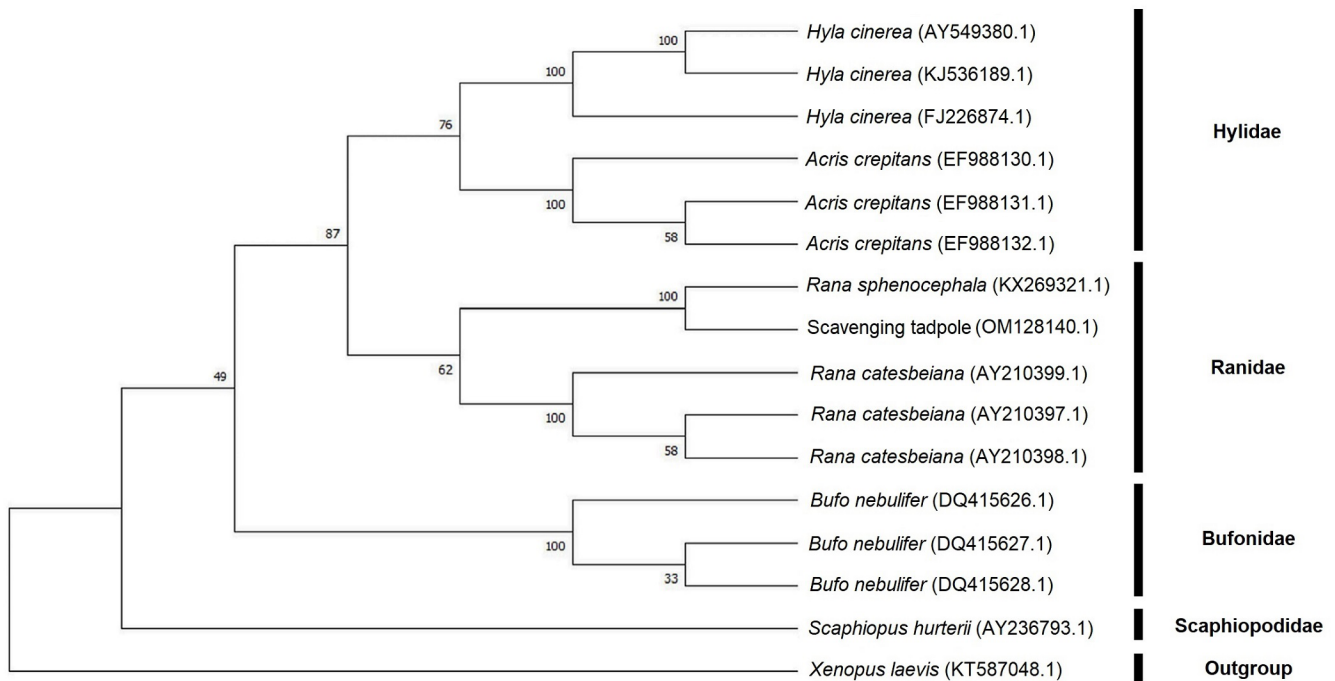 Hyla cinerea (AY549380.1)
100
Hyla cinerea (KJ536189.1)
100
Hyla cinerea (FJ226874.1)
76
Hylidae
Acris crepitans (EF988130.1)
100
Acris crepitans (EF988131.1)
58
Acris crepitans (EF988132.1)
87
Rana sphenocephala (KX269321.1)
100
Scavenging tadpole (OM128140.1)
62
Ranidae
Rana catesbeiana (AY210399.1)
49
100
Rana catesbeiana (AY210397.1)
58
Rana catesbeiana (AY210398.1)
Bufo nebulifer (DQ415626.1)
100
Bufonidae
Bufo nebulifer (DQ415627.1)
33
Bufo nebulifer (DQ415628.1)
Scaphiopus hurterii (AY236793.1)
Scaphiopodidae
Xenopus laevis (KT587048.1)
Outgroup